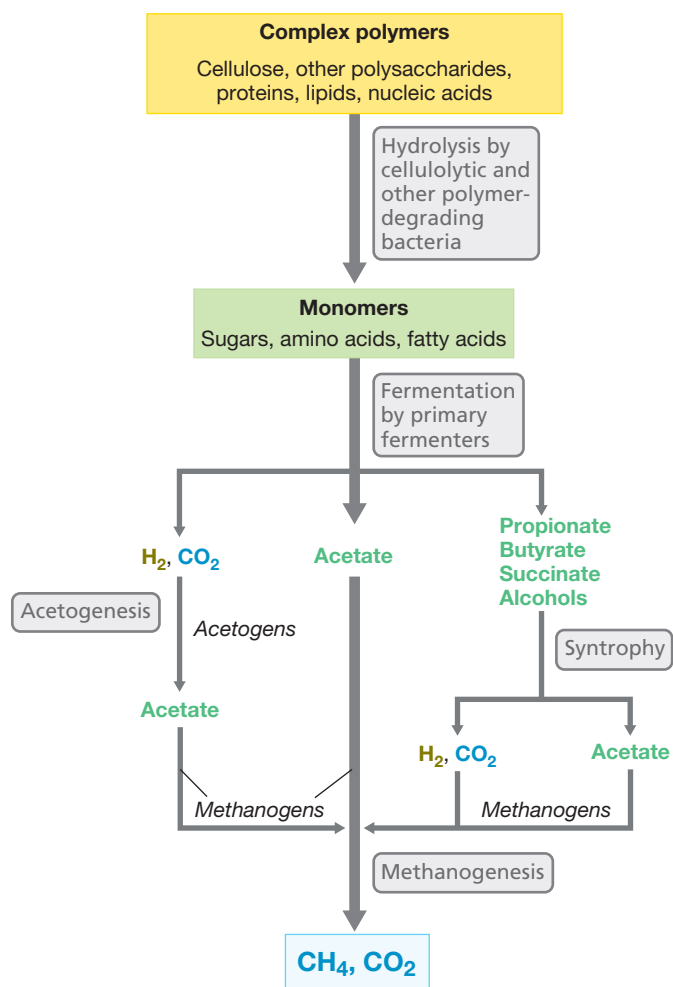 Complex polymers
Cellulose, other polysaccharides,
proteins, lipids, nucleic acids
Hydrolysis by
cellulolytic and
other polymer-
degrading
bacteria
Monomers
Sugars, amino acids, fatty acids
Fermentation
by primary
fermenters
H₂, CO₂
Acetate
Propionate
Butyrate
Succinate
Alcohols
Acetogenesis
Acetogens
Syntrophy
Acetate
H₂, CO₂
Acetate
Methanogens
Methanogens
Methanogenesis
CH₄, CO₂